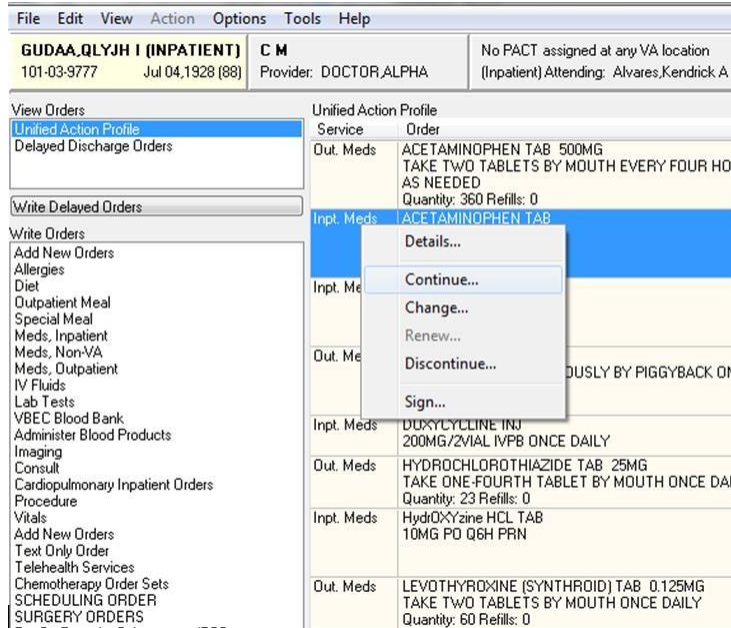 File Edit View Action Options Tools Help
GUDAA,QLYJH I (INPATIENT)
101-03-9777 Jul 04,1928 (88)
C M
Provider: DOCTOR,ALPHA
No PACT assigned at any VA location
(Inpatient) Attending: Alvares,Kendrick A
View Orders
Unified Action Profile
Delayed Discharge Orders
Write Delayed Orders
Write Orders
Add New Orders
Allergies
Diet
Outpatient Meal
Special Meal
Meds, Inpatient
Meds, Non-VA
Meds, Outpatient
IV Fluids
Lab Tests
VBEC Blood Bank
Administer Blood Products
Imaging
Consult
Cardiopulmonary Inpatient Orders
Procedure
Vitals
Add New Orders
Text Only Order
Telehealth Services
Chemotherapy Order Sets
SCHEDULING ORDER
SURGERY ORDERS
Unified Action Profile
Service Order
Out. Meds ACETAMINOPHEN TAB 500MG
TAKE TWO TABLETS BY MOUTH EVERY FOUR HO
AS NEEDED
Quantity: 360 Refills: 0
Inpt. Meds ACETAMINOPHEN TAB
Details...
Continue...
Inpt. Me
Change...
Renew...
Out. Me
Discontinue...
OUSLY BY PIGGYBACK ON
Sign...
Inpt. Meds DOXYCYCLINE INJ
200MG/2VIAL IVPB ONCE DAILY
Out. Meds HYDROCHLOROTHIAZIDE TAB 25MG
TAKE ONE-FOURTH TABLET BY MOUTH ONCE DAI
Quantity: 23 Refills: 0
Inpt. Meds HydrOXYzine HCL TAB
10MG PO Q6H PRN
Out. Meds LEVOTHYROXINE (SYNTHROID) TAB 0.125MG
TAKE TWO TABLETS BY MOUTH ONCE DAILY
Quantity: 60 Refills: 0